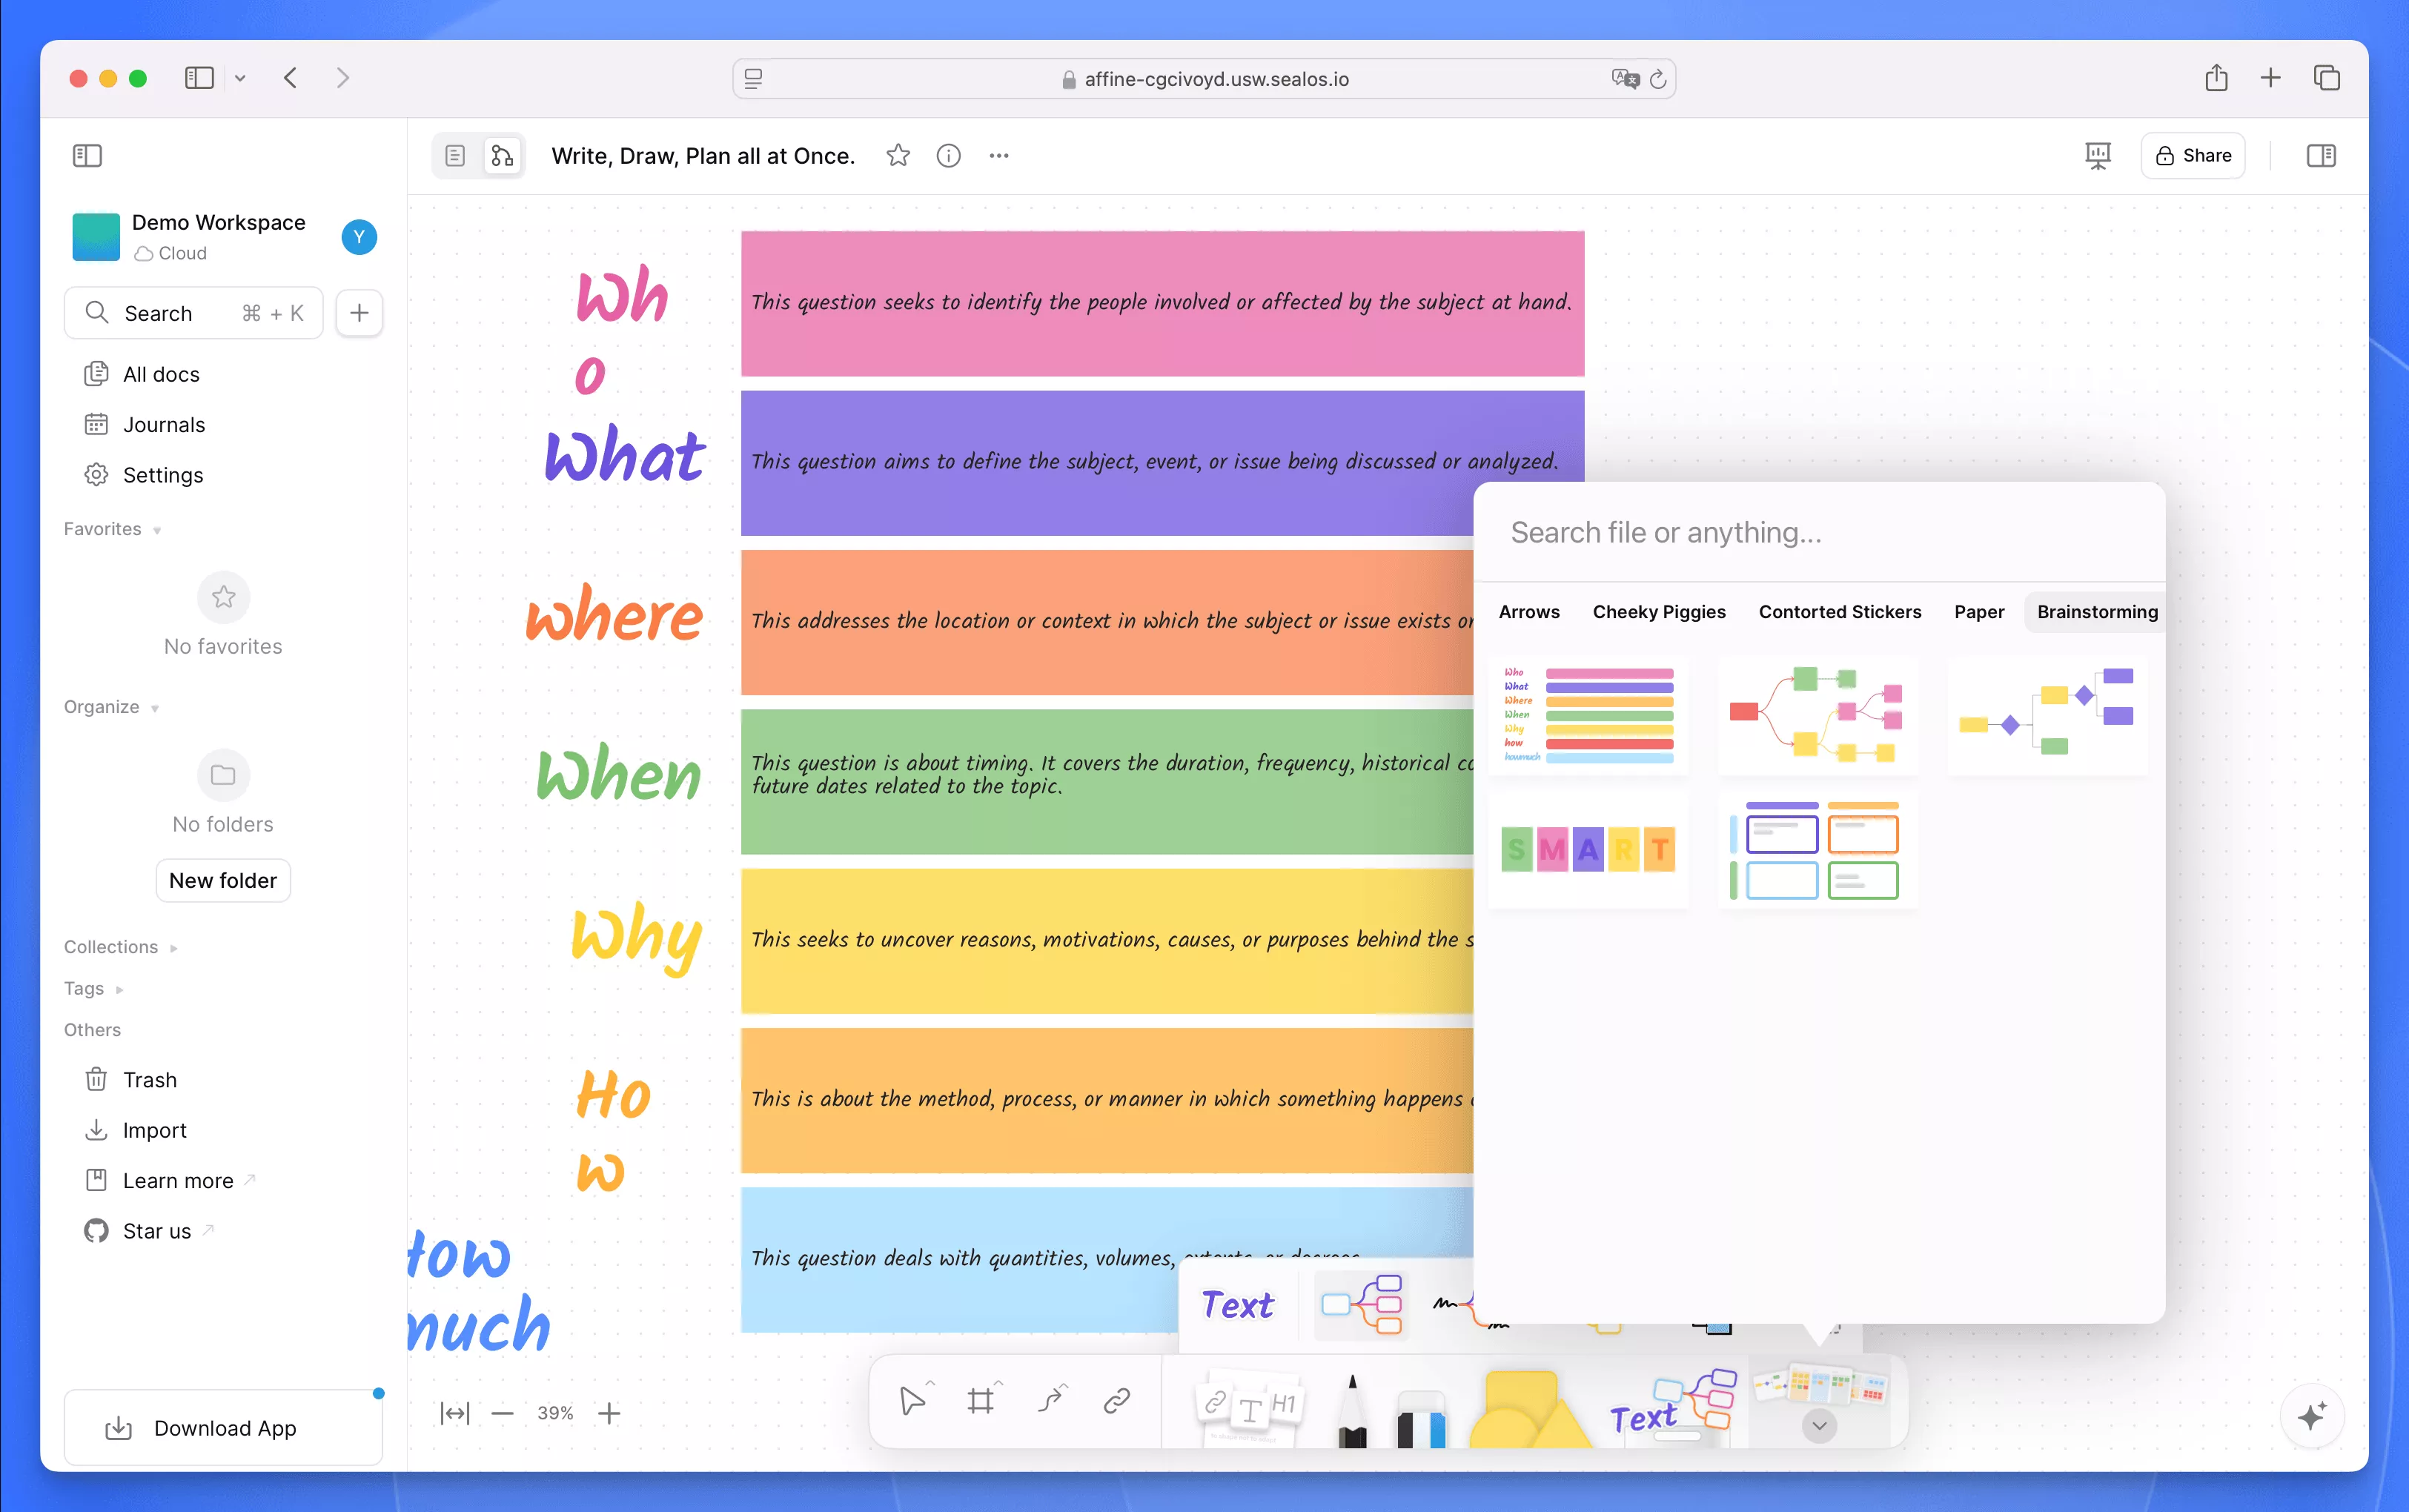 affine-cgcivoyd.usw.sealos.io
Write, Draw, Plan all at Once.
Share
Demo Workspace
Cloud
Y
Search ⌘ + K
All docs
Journals
Settings
Favorites
No favorites
Organize
No folders
New folder
Collections
Tags
Others
Trash
Import
Learn more
Star us
Download App
Wh
o
This question seeks to identify the people involved or affected by the subject at hand.
What
This question aims to define the subject, event, or issue being discussed or analyzed.
where
This addresses the location or context in which the subject or issue exists or
When
This question is about timing. It covers the duration, frequency, historical co
future dates related to the topic.
Why
This seeks to uncover reasons, motivations, causes, or purposes behind the s
Ho
w
This is about the method, process, or manner in which something happens
How
much
This question deals with quantities, volumes, extents, or degrees.
Search file or anything...
Arrows Cheeky Piggies Contorted Stickers Paper Brainstorming
Who
What
Where
When
Why
how
howmuch
S M A R T
Text
39%
T
H1
Text